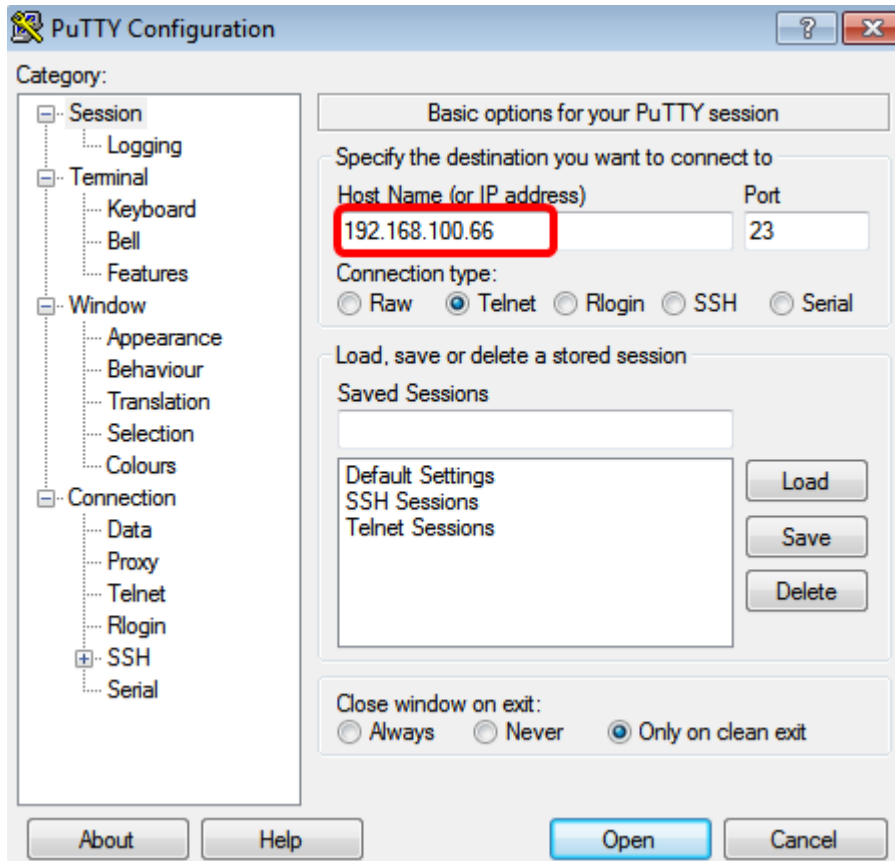 PuTTY Configuration
?
Category:
Session
Logging
Terminal
Keyboard
Bell
Features
Window
Appearance
Behaviour
Translation
Selection
Colours
Connection
Data
Proxy
Telnet
Rlogin
SSH
Serial
Basic options for your PuTTY session
Specify the destination you want to connect to
Host Name (or IP address) Port
192.168.100.66 23
Connection type:
Raw Telnet Rlogin SSH Serial
Load, save or delete a stored session
Saved Sessions
Default Settings
SSH Sessions
Telnet Sessions
Load
Save
Delete
Close window on exit:
Always Never Only on clean exit
About Help Open Cancel